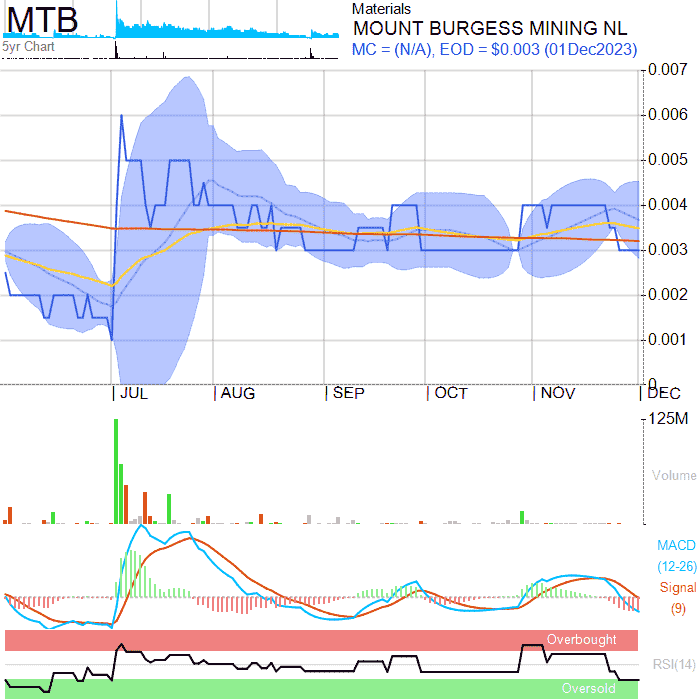 MTB
5yr Chart
Materials
MOUNT BURGESS MINING NL
MC = (N/A), EOD = $0.003 (01Dec2023)
0.007
0.006
0.005
0.004
0.003
0.002
0.001
0
JUL AUG SEP OCT NOV DEC
125M
Volume
MACD
(12-26)
Signal
(9)
Overbought
RSI(14)
Oversold